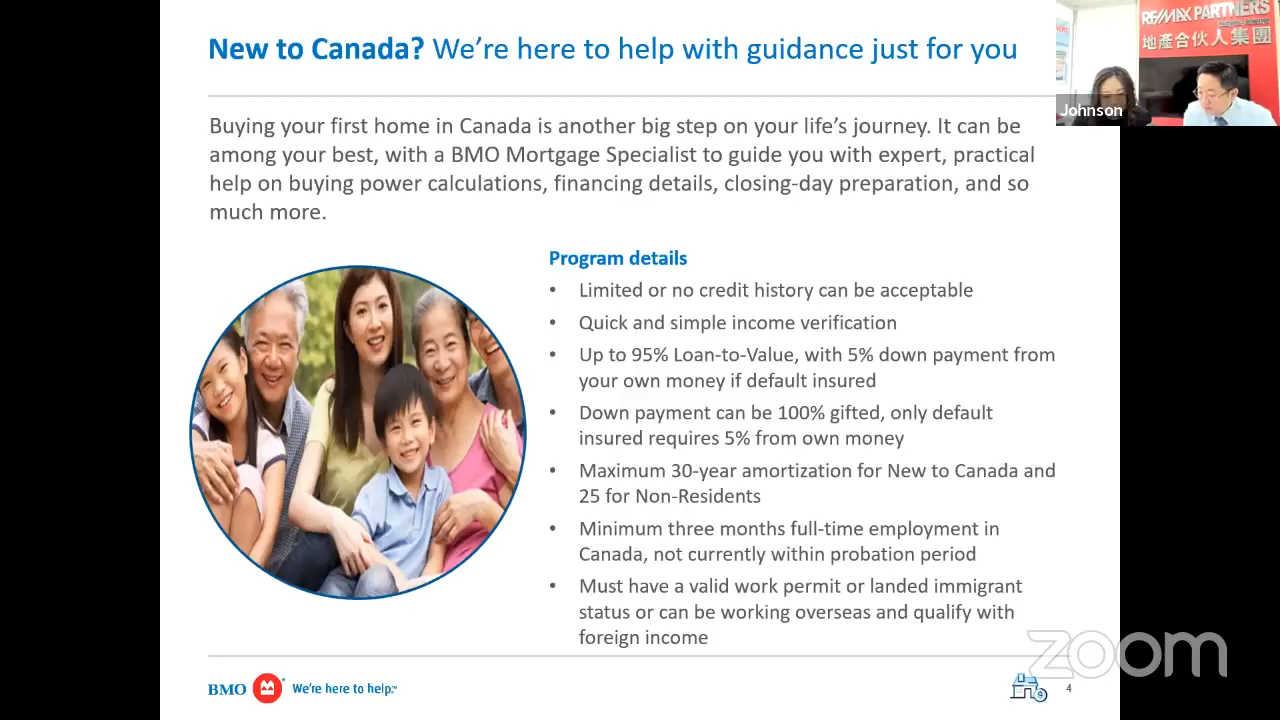 New to Canada? We're here to help with guidance just for you
RE/MAX PARTNERS
地產合伙人集團
Johnson
Buying your first home in Canada is another big step on your life's journey. It can be
among your best, with a BMO Mortgage Specialist to guide you with expert, practical
help on buying power calculations, financing details, closing-day preparation, and so
much more.
Program details
• Limited or no credit history can be acceptable
• Quick and simple income verification
• Up to 95% Loan-to-Value, with 5% down payment from
your own money if default insured
• Down payment can be 100% gifted, only default
insured requires 5% from own money
• Maximum 30-year amortization for New to Canada and
25 for Non-Residents
• Minimum three months full-time employment in
Canada, not currently within probation period
• Must have a valid work permit or landed immigrant
status or can be working overseas and qualify with
foreign income
zoom
BMO We're here to help.™
4